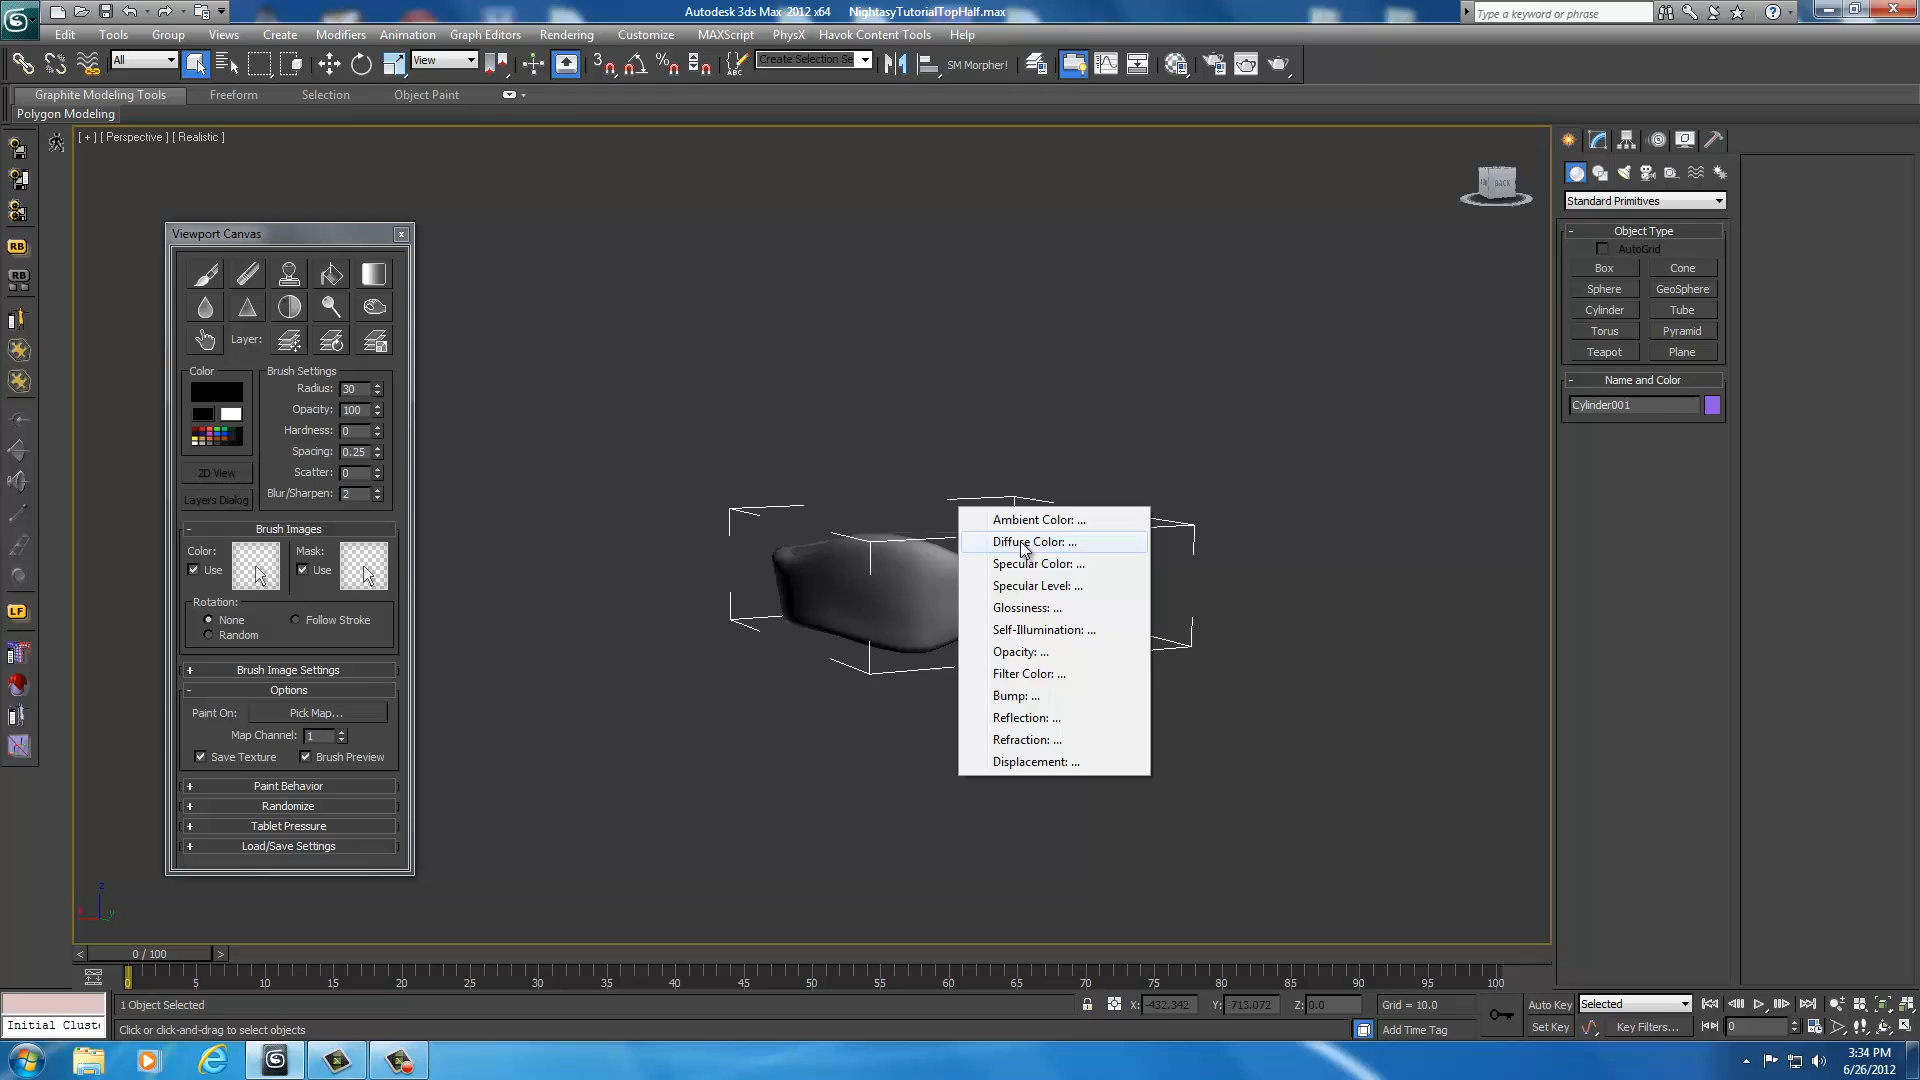 Autodesk 3ds Max 2012 x64 NightasyTutorialTopHalf.max
Type a keyword or phrase
Edit Tools Group Views Create Modifiers Animation Graph Editors Rendering Customize MAXScript PhysX Havok Content Tools Help
All View Create Selection Se SM Morpher!
Graphite Modeling Tools Freeform Selection Object Paint
Polygon Modeling
[ + ] [ Perspective ] [ Realistic ]
BACK
Standard Primitives
Object Type
AutoGrid
Box Cone
Sphere GeoSphere
Cylinder Tube
Torus Pyramid
Teapot Plane
Name and Color
Cylinder001
RB
RB
LF
Viewport Canvas
Layer:
Color Brush Settings
Radius: 30
Opacity: 100
Hardness: 0
Spacing: 0.25
2D View
Scatter: 0
Layers Dialog
Blur/Sharpen: 2
Brush Images
Color: Mask:
Use Use
Rotation:
None Follow Stroke
Random
Brush Image Settings
Options
Paint On: Pick Map...
Map Channel: 1
Save Texture Brush Preview
Paint Behavior
Randomize
Tablet Pressure
Load/Save Settings
Ambient Color: ...
Diffuse Color: ...
Specular Color: ...
Specular Level: ...
Glossiness: ...
Self-Illumination: ...
Opacity: ...
Filter Color: ...
Bump: ...
Reflection: ...
Refraction: ...
Displacement: ...
z
x y
< 0 / 100 >
0 5 10 15 20 25 30 35 40 45 50 55 60 65 70 75 80 85 90 95 100
1 Object Selected X: -432.342 Y: -713.072 Z: 0.0 Grid = 10.0 Auto Key Selected
Initial Cluste
Click or click-and-drag to select objects Add Time Tag Set Key Key Filters... 0
3:34 PM
6/26/2012